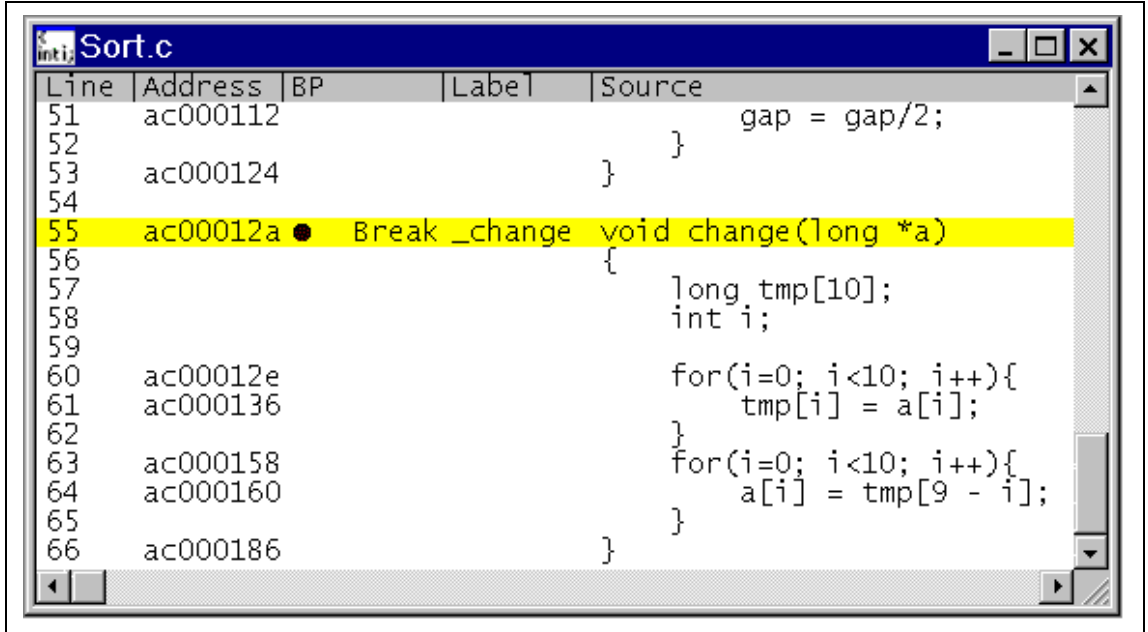 < inti; Sort.c
Line |Address |BP |Label |Source
51 ac000112 gap = gap/2;
52 }
53 ac000124 }
54
55 ac00012a ● Break _change void change(long *a)
56 {
57 long tmp[10];
58 int i;
59
60 ac00012e for(i=0; i<10; i++){
61 ac000136 tmp[i] = a[i];
62 }
63 ac000158 for(i=0; i<10; i++){
64 ac000160 a[i] = tmp[9 - i];
65 }
66 ac000186 }